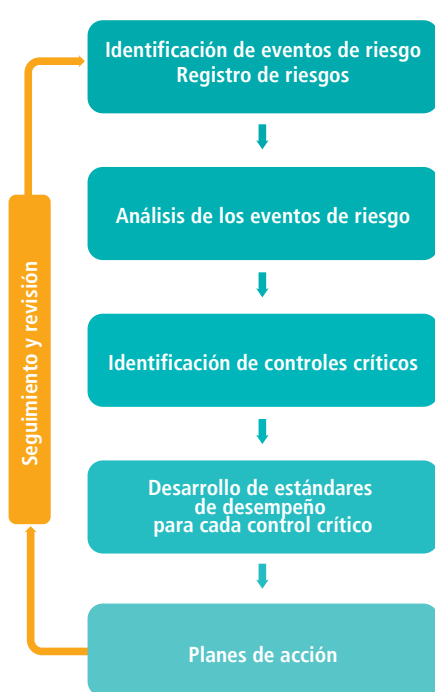 Identificación de eventos de riesgo
Registro de riesgos
Análisis de los eventos de riesgo
Identificación de controles críticos
Desarrollo de estándares
de desempeño
para cada control crítico
Planes de acción
Seguimiento y revisión